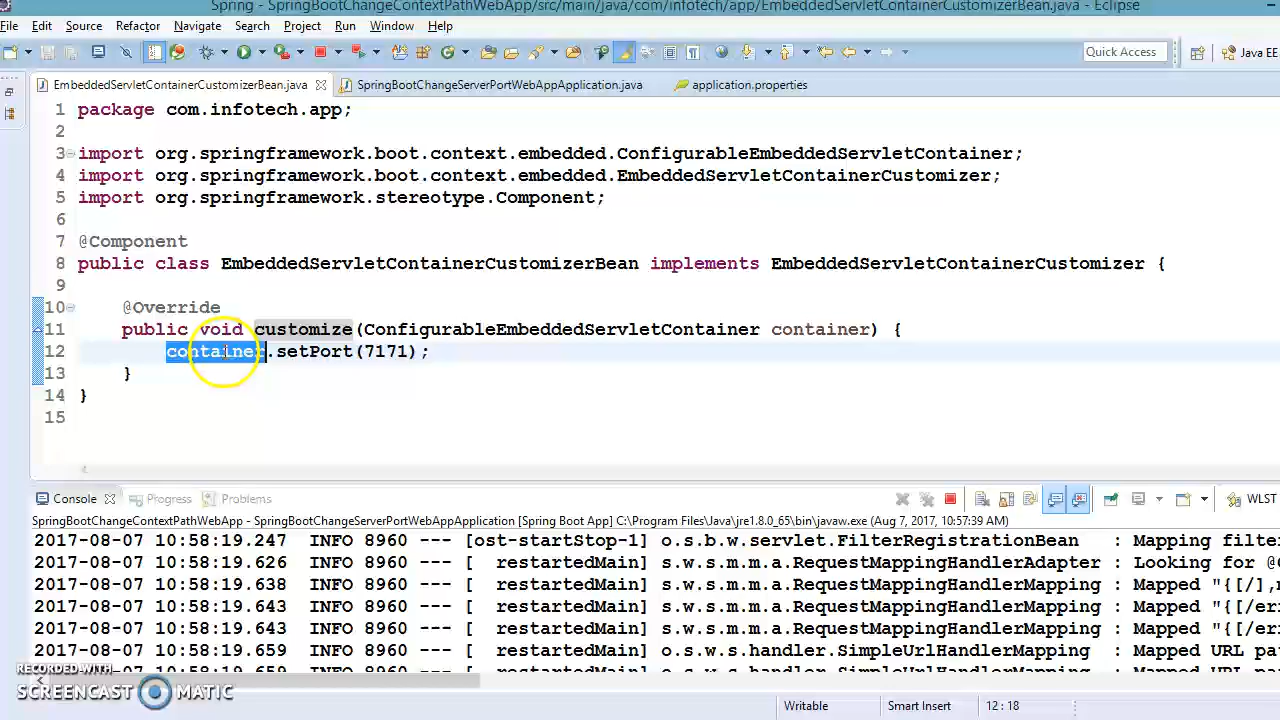 Spring - SpringBootChangeContextPathWebApp/src/main/java/com/infotech/app/EmbeddedServletContainerCustomizerBean.java - Eclipse
File Edit Source Refactor Navigate Search Project Run Window Help
Quick Access Java EE
EmbeddedServletContainerCustomizerBean.java SpringBootChangeServerPortWebAppApplication.java application.properties
1 package com.infotech.app;
2
3 import org.springframework.boot.context.embedded.ConfigurableEmbeddedServletContainer;
4 import org.springframework.boot.context.embedded.EmbeddedServletContainerCustomizer;
5 import org.springframework.stereotype.Component;
6
7 @Component
8 public class EmbeddedServletContainerCustomizerBean implements EmbeddedServletContainerCustomizer {
9
10 @Override
11 public void customize(ConfigurableEmbeddedServletContainer container) {
12 container.setPort(7171);
13 }
14 }
15
Console Progress Problems WLST
SpringBootChangeContextPathWebApp - SpringBootChangeServerPortWebAppApplication [Spring Boot App] C:\Program Files\Java\jre1.8.0_65\bin\javaw.exe (Aug 7, 2017, 10:57:39 AM)
2017-08-07 10:58:19.247 INFO 8960 --- [ost-startStop-1] o.s.b.w.servlet.FilterRegistrationBean : Mapping filter
2017-08-07 10:58:19.626 INFO 8960 --- [ restartedMain] s.w.s.m.m.a.RequestMappingHandlerAdapter : Looking for @C
2017-08-07 10:58:19.638 INFO 8960 --- [ restartedMain] s.w.s.m.m.a.RequestMappingHandlerMapping : Mapped "{[/],m
2017-08-07 10:58:19.643 INFO 8960 --- [ restartedMain] s.w.s.m.m.a.RequestMappingHandlerMapping : Mapped "{[/err
2017-08-07 10:58:19.643 INFO 8960 --- [ restartedMain] s.w.s.m.m.a.RequestMappingHandlerMapping : Mapped "{[/err
2017-08-07 10:58:19.659 INFO 8960 --- [ restartedMain] o.s.w.s.handler.SimpleUrlHandlerMapping : Mapped URL pat
RECORDED WITH
SCREENCAST MATIC
Writable Smart Insert 12 : 18